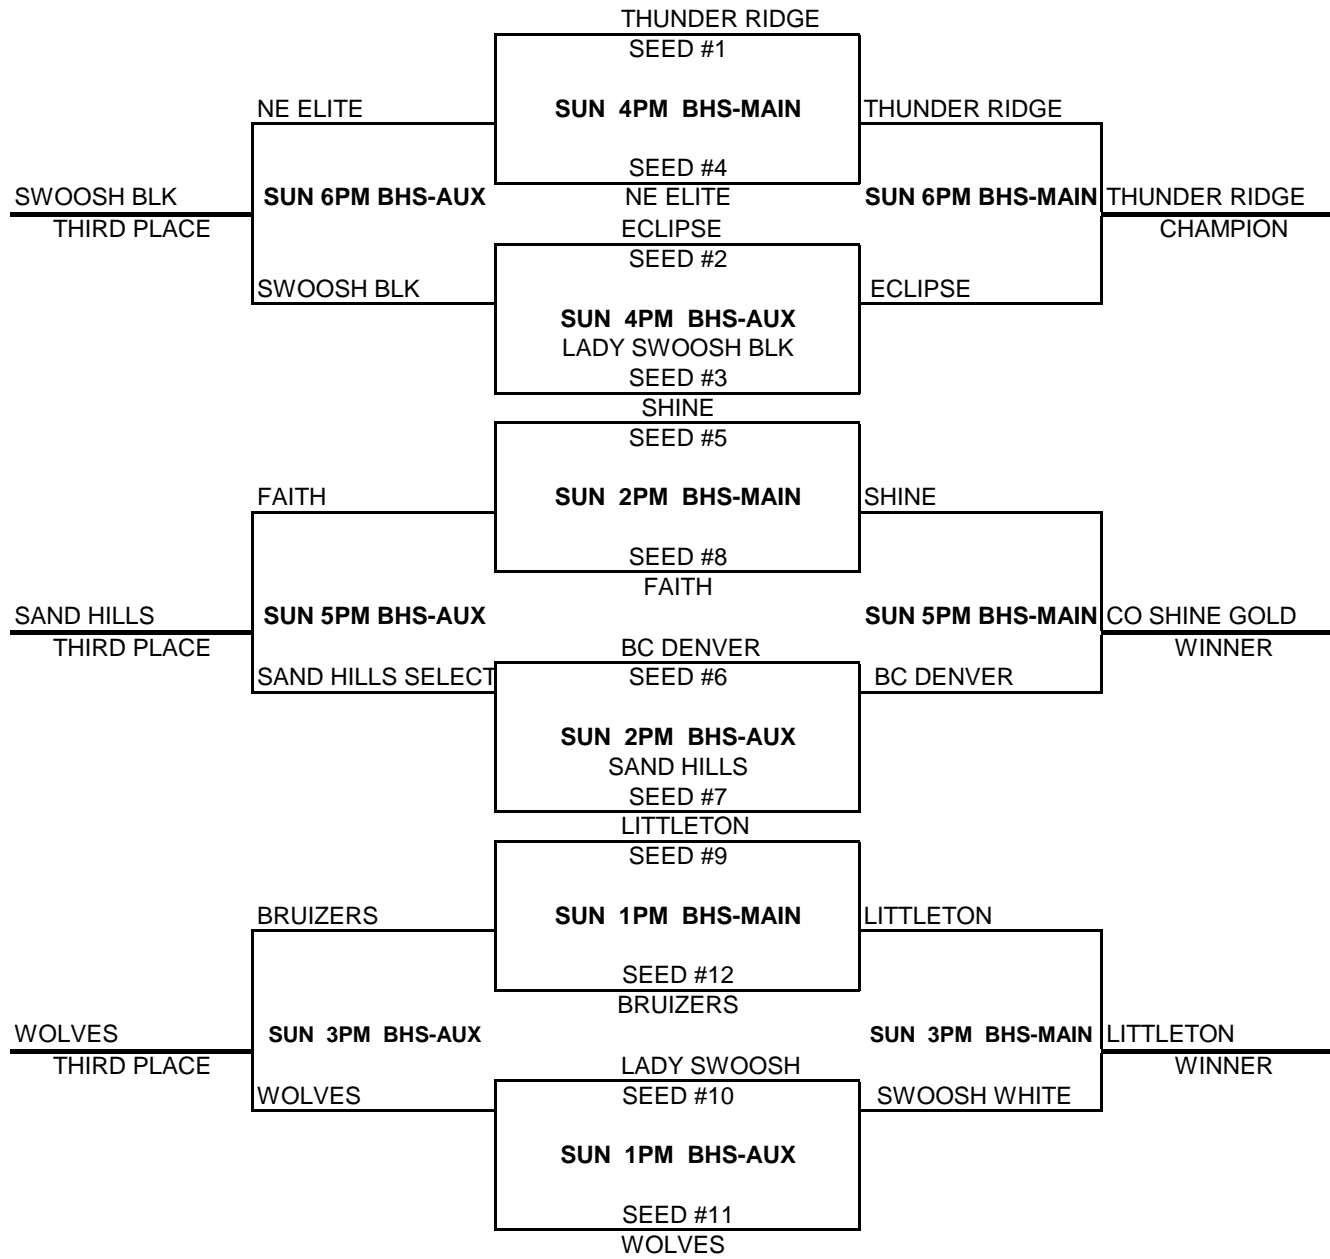 THUNDER RIDGE
SEED #1
NE ELITE
SUN 4PM BHS-MAIN
THUNDER RIDGE
SEED #4
SWOOSH BLK
SUN 6PM BHS-AUX
NE ELITE
SUN 6PM BHS-MAIN
THUNDER RIDGE
THIRD PLACE
ECLIPSE
CHAMPION
SEED #2
SWOOSH BLK
ECLIPSE
SUN 4PM BHS-AUX
LADY SWOOSH BLK
SEED #3
SHINE
SEED #5
FAITH
SUN 2PM BHS-MAIN
SHINE
SEED #8
FAITH
SAND HILLS
SUN 5PM BHS-AUX
SUN 5PM BHS-MAIN
CO SHINE GOLD
THIRD PLACE
BC DENVER
WINNER
SAND HILLS SELECT
SEED #6
BC DENVER
SUN 2PM BHS-AUX
SAND HILLS
SEED #7
LITTLETON
SEED #9
BRUIZERS
SUN 1PM BHS-MAIN
LITTLETON
SEED #12
BRUIZERS
WOLVES
SUN 3PM BHS-AUX
SUN 3PM BHS-MAIN
LITTLETON
THIRD PLACE
LADY SWOOSH
WINNER
WOLVES
SEED #10
SWOOSH WHITE
SUN 1PM BHS-AUX
SEED #11
WOLVES